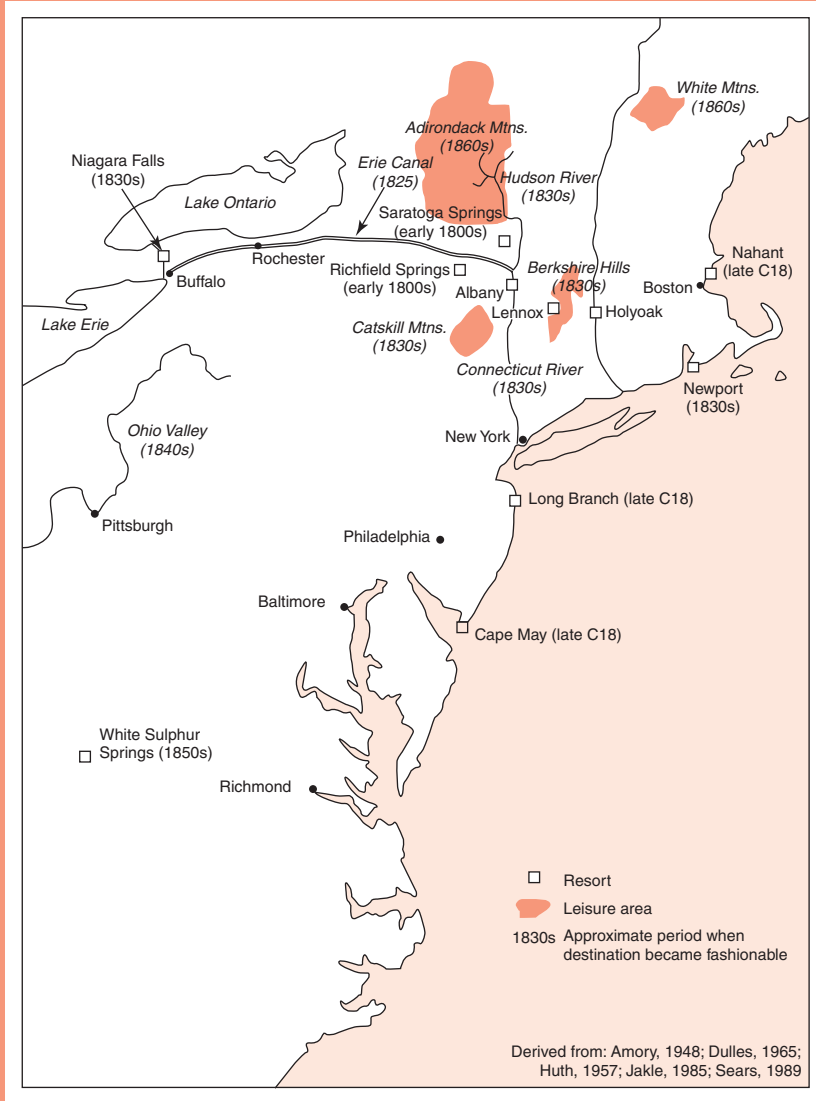 White Mtns.
(1860s)
Adirondack Mtns.
(1860s)
Niagara Falls
(1830s)
Erie Canal
(1825)
Hudson River
(1830s)
Lake Ontario
Saratoga Springs
(early 1800s)
Rochester
Buffalo
Richfield Springs
(early 1800s)
Berkshire Hills
(1830s)
Nahant
(late C18)
Boston
Albany
Lennox
Holyoak
Lake Erie
Catskill Mtns.
(1830s)
Connecticut River
(1830s)
Newport
(1830s)
Ohio Valley
(1840s)
New York
Long Branch (late C18)
Pittsburgh
Philadelphia
Baltimore
Cape May (late C18)
White Sulphur
Springs (1850s)
Richmond
Resort
Leisure area
1830s Approximate period when
destination became fashionable
Derived from: Amory, 1948; Dulles, 1965;
Huth, 1957; Jakle, 1985; Sears, 1989